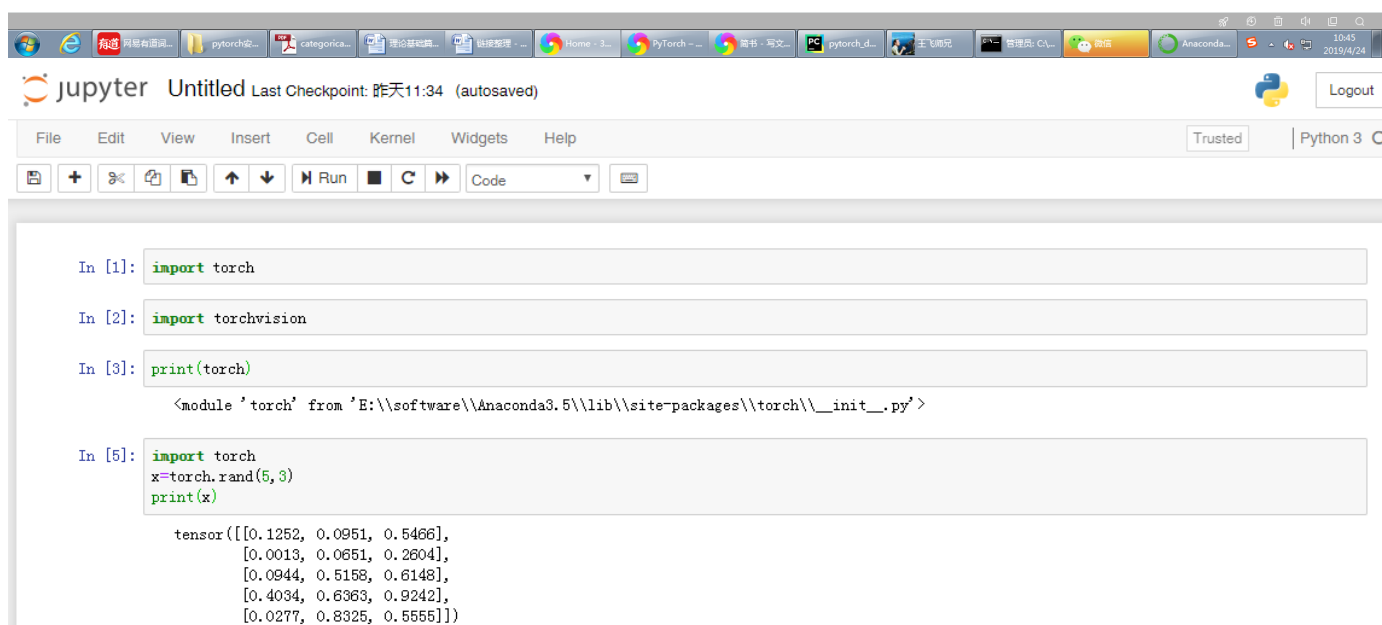 有道 网易有道词... pytorch安... categorica... 理论基础篇... 链接整理 - ... Home - 3... PyTorch - ... 简书 - 写文... PC pytorch_d... 王飞师兄 管理员: C:\... 微信 Anaconda... 10:45
2019/4/24
jupyter Untitled Last Checkpoint: 昨天11:34 (autosaved)
Logout
File Edit View Insert Cell Kernel Widgets Help Trusted Python 3
Run Code
In [1]: import torch
In [2]: import torchvision
In [3]: print(torch)
<module 'torch' from 'E:\\software\\Anaconda3.5\\lib\\site-packages\\torch\\__init__.py'>
In [5]: import torch
x=torch.rand(5,3)
print(x)
tensor([[0.1252, 0.0951, 0.5466],
[0.0013, 0.0651, 0.2604],
[0.0944, 0.5158, 0.6148],
[0.4034, 0.6363, 0.9242],
[0.0277, 0.8325, 0.5555]])